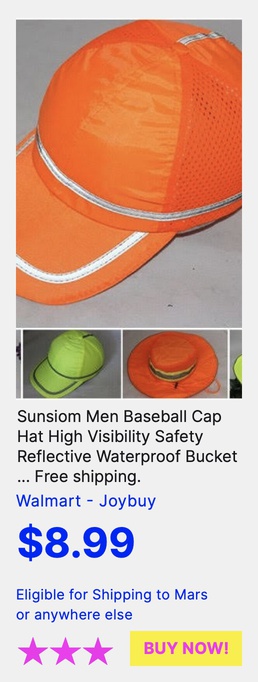 Sunsiom Men Baseball Cap
Hat High Visibility Safety
Reflective Waterproof Bucket
... Free shipping.
Walmart - Joybuy
$8.99
Eligible for Shipping to Mars
or anywhere else
BUY NOW!